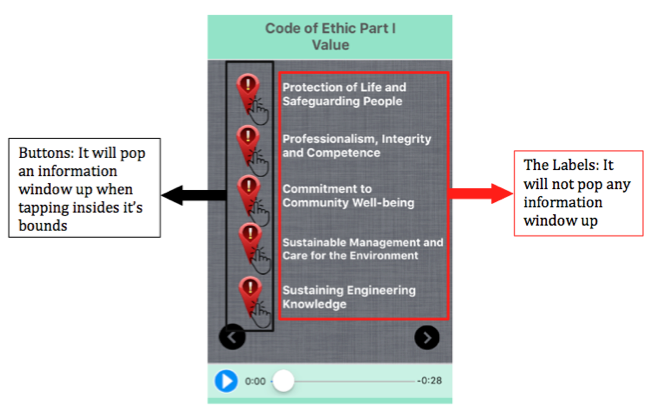 Code of Ethic Part I
Value
Protection of Life and
Safeguarding People
Professionalism, Integrity
and Competence
Commitment to
Community Well-being
Sustainable Management and
Care for the Environment
Sustaining Engineering
Knowledge
0:00
-0:28
Buttons: It will pop
an information
window up when
tapping insides it's
bounds
The Labels: It
will not pop any
information
window up